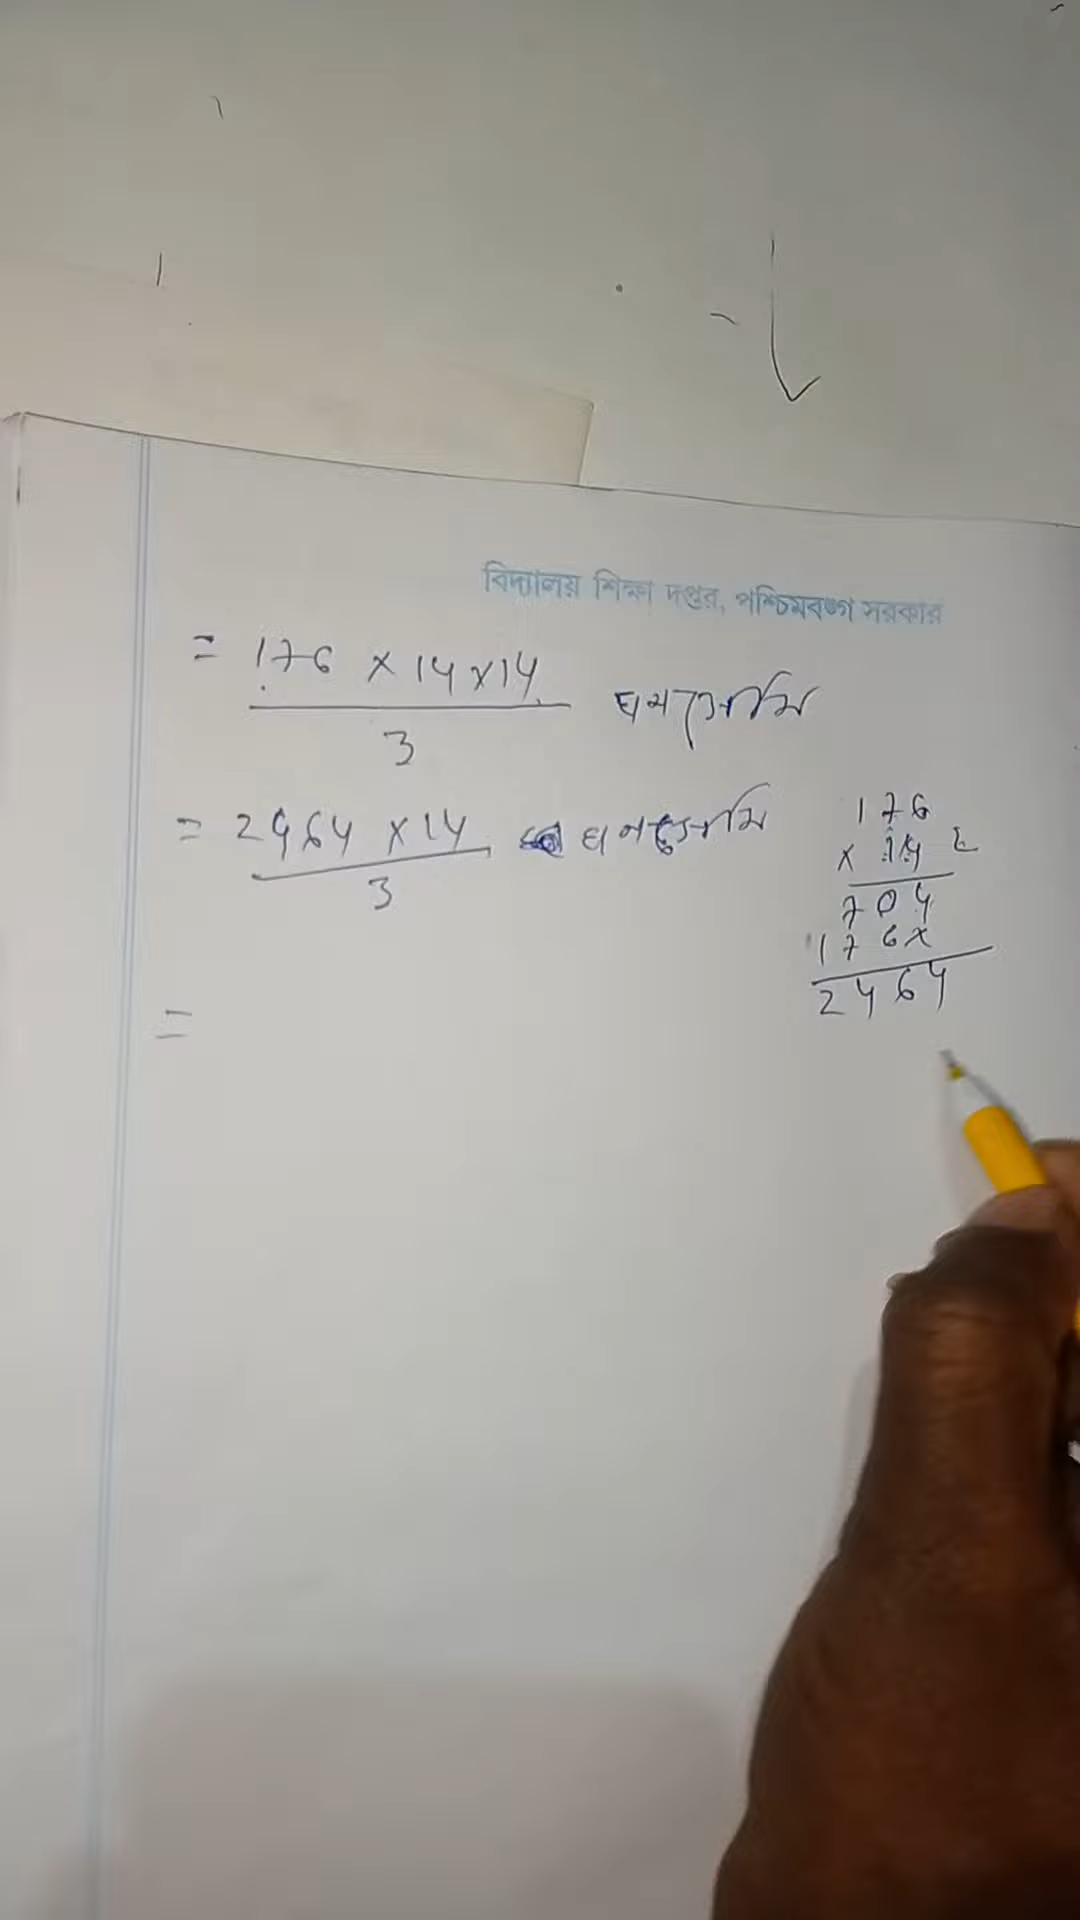 বিদ্যালয় শিক্ষা দপ্তর, পশ্চিমবঙ্গ সরকার
= 176 × 14 × 14 ঘনসেমি
3
= 2464 × 14 ঘনসেমি
3
176
× 14 2
704
176×
2464
=